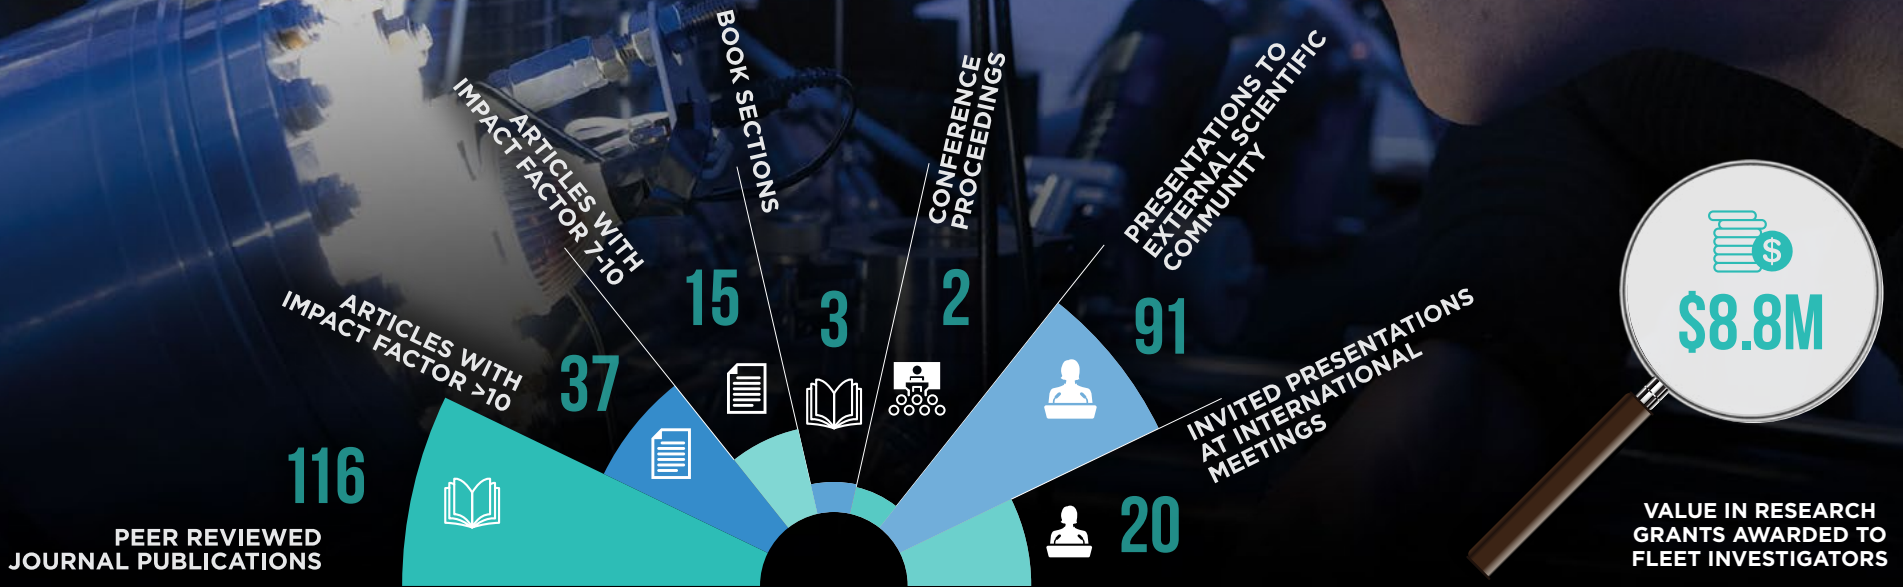 116
PEER REVIEWED
JOURNAL PUBLICATIONS
37
ARTICLES WITH
IMPACT FACTOR >10
15
ARTICLES WITH
IMPACT FACTOR 7-10
3
BOOK SECTIONS
2
CONFERENCE
PROCEEDINGS
91
PRESENTATIONS TO
EXTERNAL SCIENTIFIC
COMMUNITY
20
INVITED PRESENTATIONS
AT INTERNATIONAL
MEETINGS
$
$8.8M
VALUE IN RESEARCH
GRANTS AWARDED TO
FLEET INVESTIGATORS